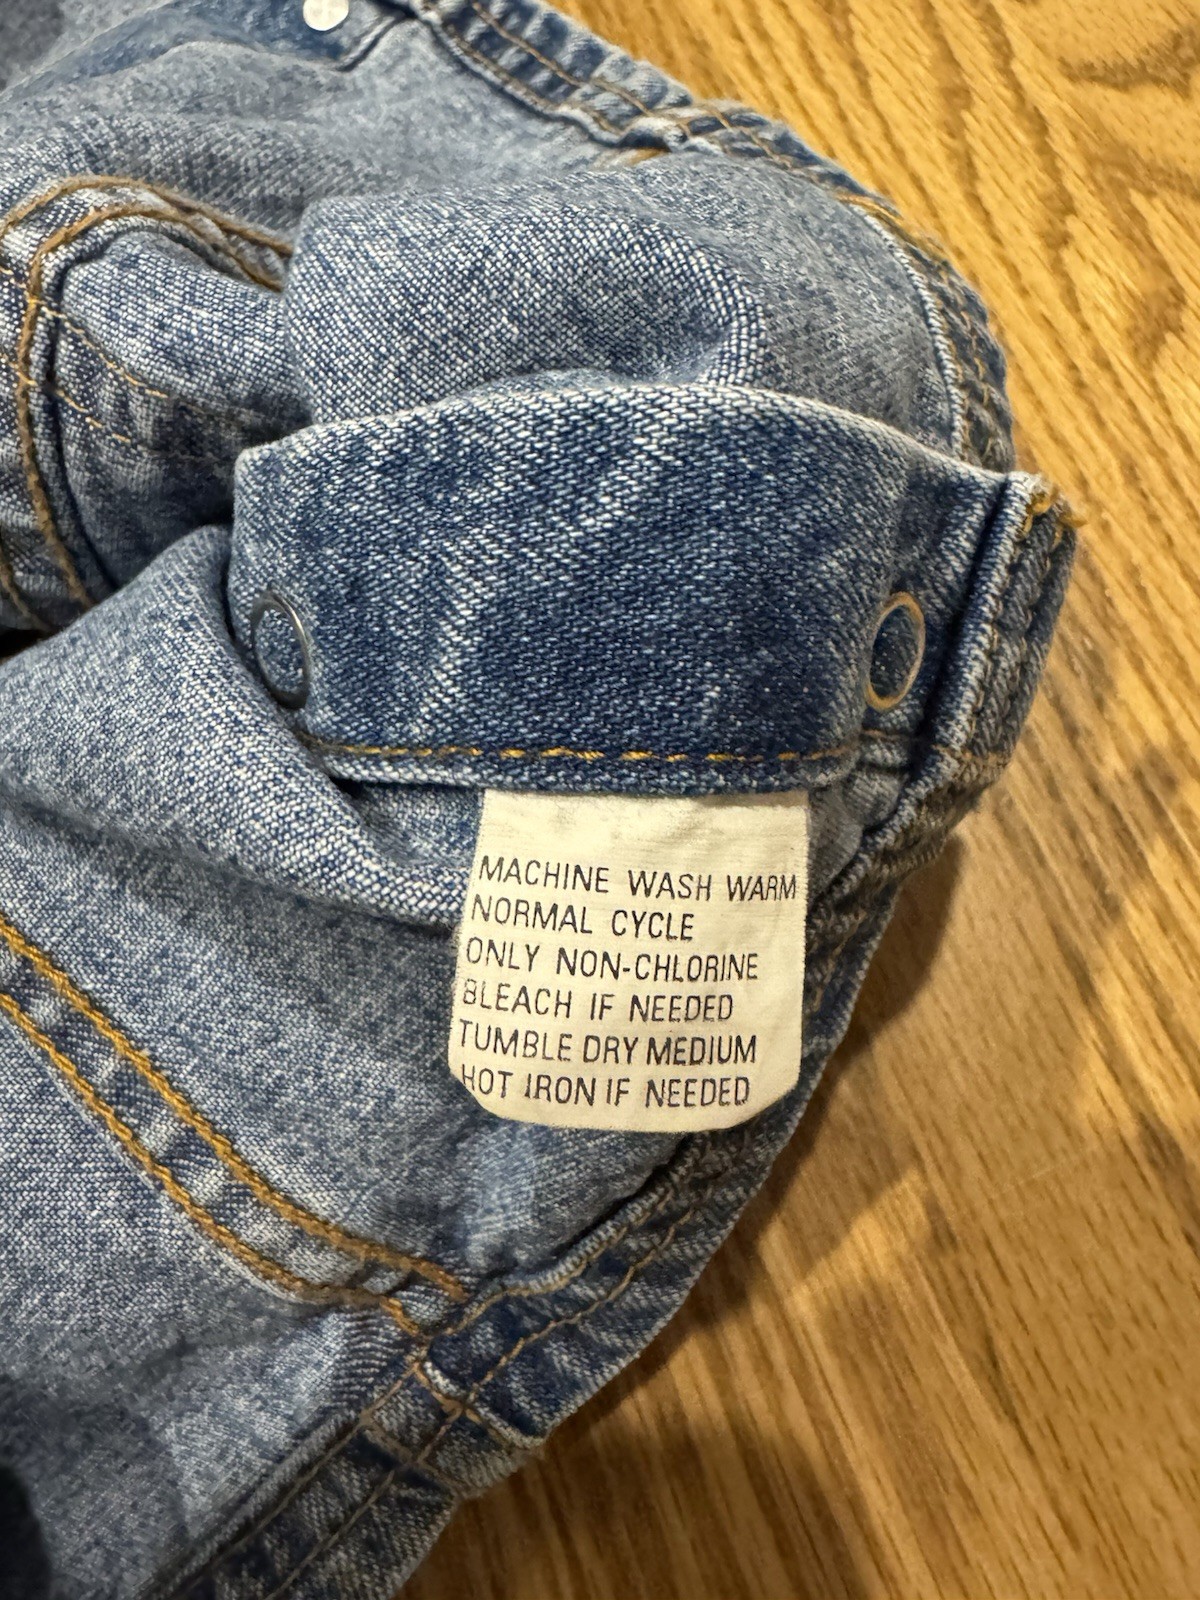 MACHINE WASH WARM
NORMAL CYCLE
ONLY NON-CHLORINE
BLEACH IF NEEDED
TUMBLE DRY MEDIUM
HOT IRON IF NEEDED